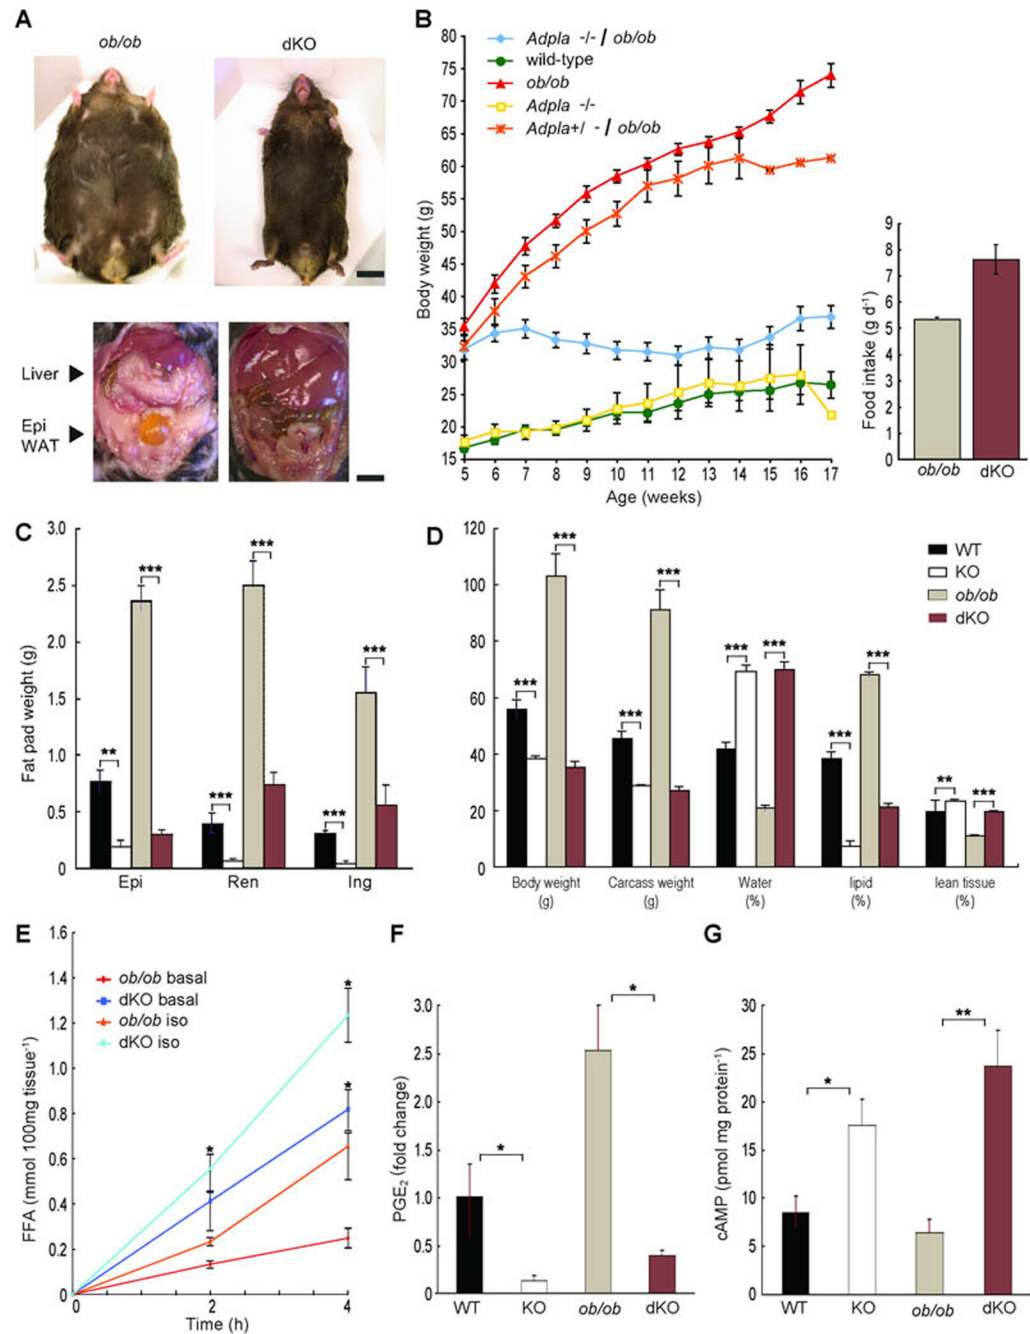 A
ob/ob
dKO
Liver
Epi
WAT
B
Adpla -/-/ ob/ob
wild-type
ob/ob
Adpla -/-
Adpla+/ -/ ob/ob
Body weight (g)
80
75
70
65
60
55
50
45
40
35
30
25
20
15
5 6 7 8 9 10 11 12 13 14 15 16 17
Age (weeks)
Food intake (g d⁻¹)
9
8
7
6
5
4
3
2
1
0
ob/ob dKO
C
Fat pad weight (g)
3.0
2.5
2.0
1.5
1.0
0.5
0
** *** *** *** *** ***
Epi Ren Ing
D
120
100
80
60
40
20
0
WT
KO
ob/ob
dKO
*** *** *** *** *** *** *** *** ** ***
Body weight Carcass weight Water lipid lean tissue
(g) (g) (%) (%) (%)
E
FFA (mmol 100mg tissue⁻¹)
1.6
1.4
1.2
1.0
0.8
0.6
0.4
0.2
0
ob/ob basal
dKO basal
ob/ob iso
dKO iso
*
*
*
0 2 4
Time (h)
F
PGE₂ (fold change)
3.0
2.5
2.0
1.5
1.0
0.5
0
* *
WT KO ob/ob dKO
G
cAMP (pmol mg protein⁻¹)
30
25
20
15
10
5
0
* **
WT KO ob/ob dKO